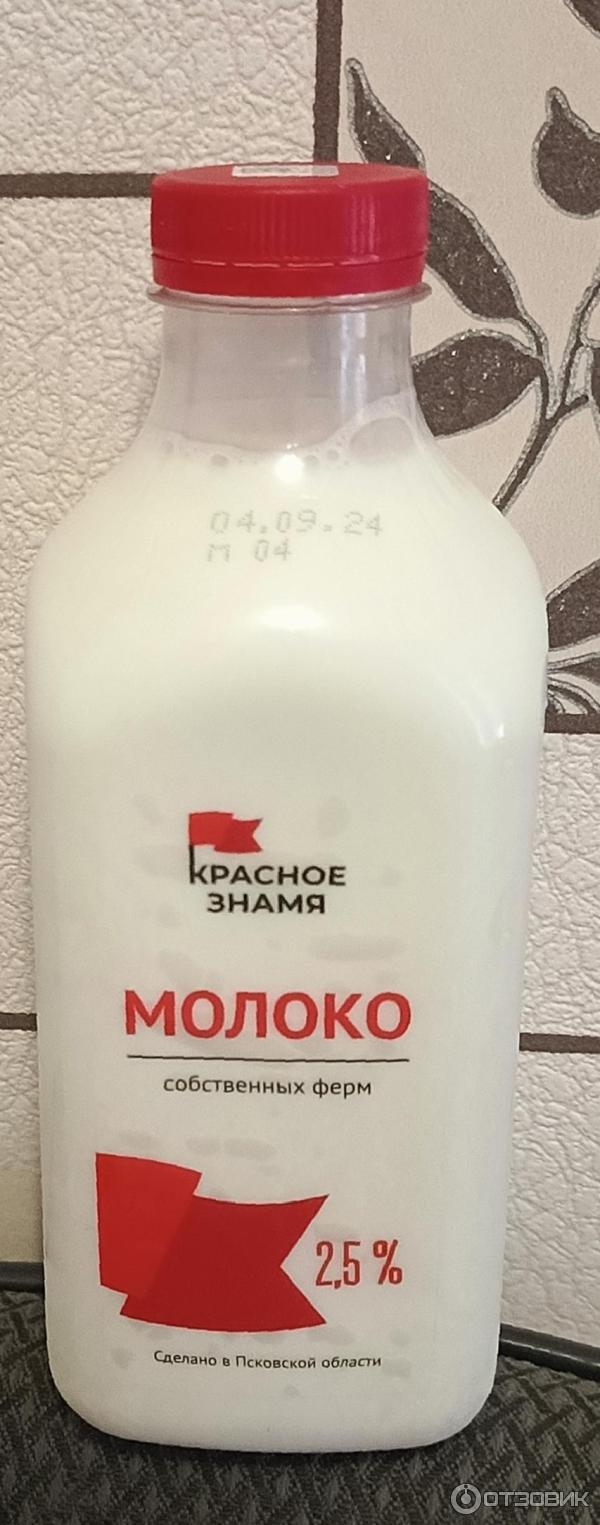 04.09.24
М 04
КРАСНОЕ
ЗНАМЯ
МОЛОКО
собственных ферм
2,5 %
Сделано в Псковской области
ОТЗОВИК